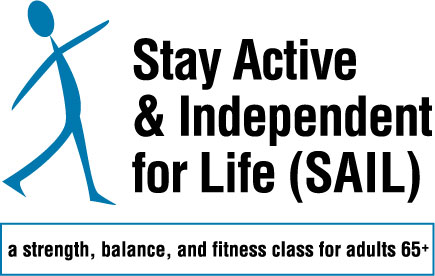 Stay Active
& Independent
for Life (SAIL)
a strength, balance, and fitness class for adults 65+